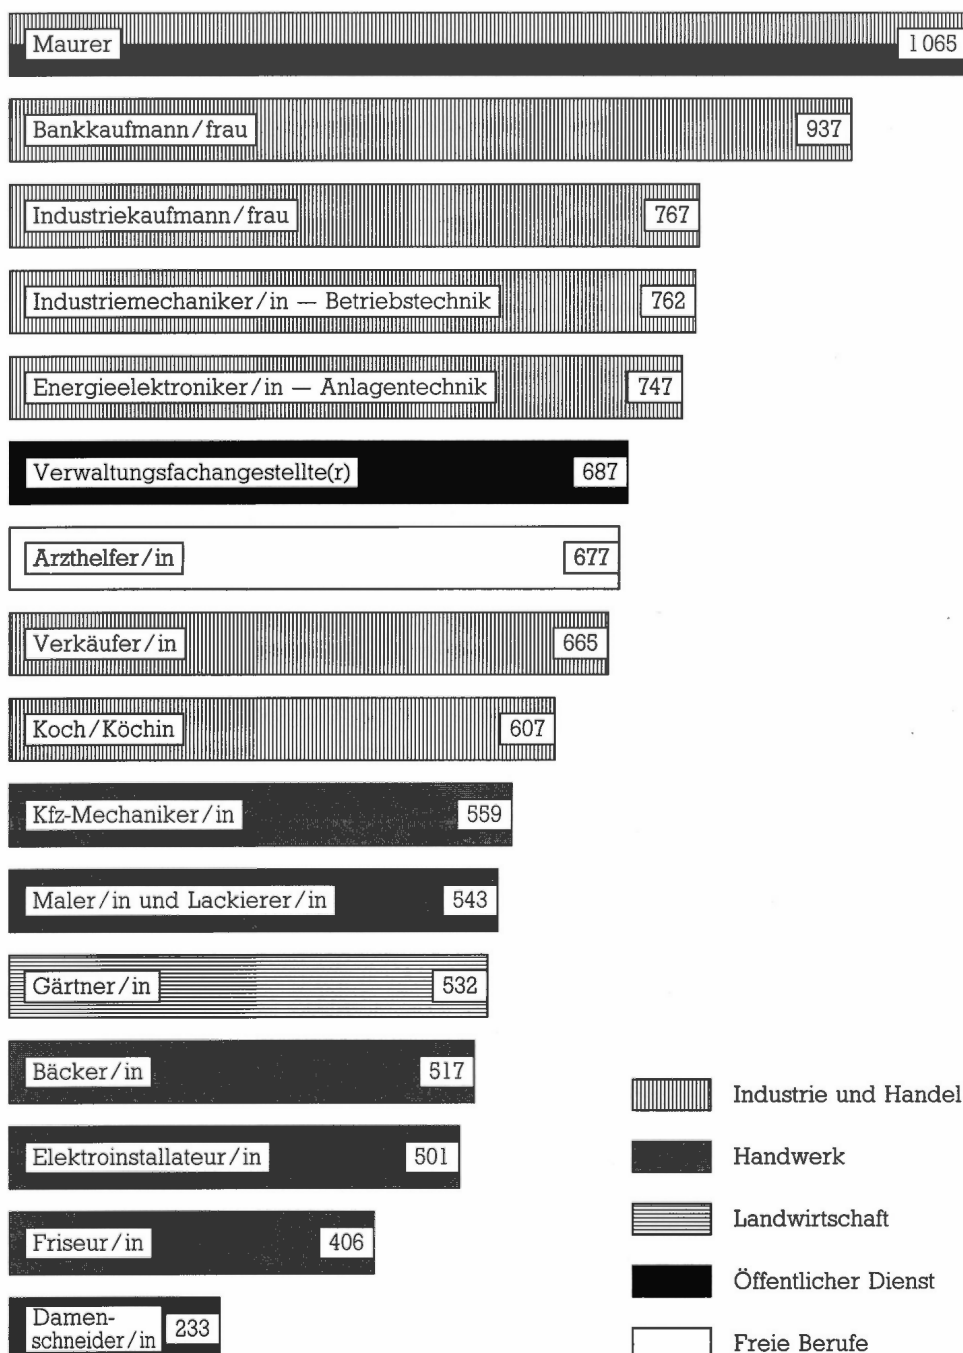 Maurer 1 065
Bankkaufmann/frau 937
Industriekaufmann/frau 767
Industriemechaniker/in — Betriebstechnik 762
Energieelektroniker/in — Anlagentechnik 747
Verwaltungsfachangestellte(r) 687
Arzthelfer/in 677
Verkäufer/in 665
Koch/Köchin 607
Kfz-Mechaniker/in 559
Maler/in und Lackierer/in 543
Gärtner/in 532
Bäcker/in 517
Elektroinstallateur/in 501
Friseur/in 406
Damen-
schneider/in 233
Industrie und Handel
Handwerk
Landwirtschaft
Öffentlicher Dienst
Freie Berufe